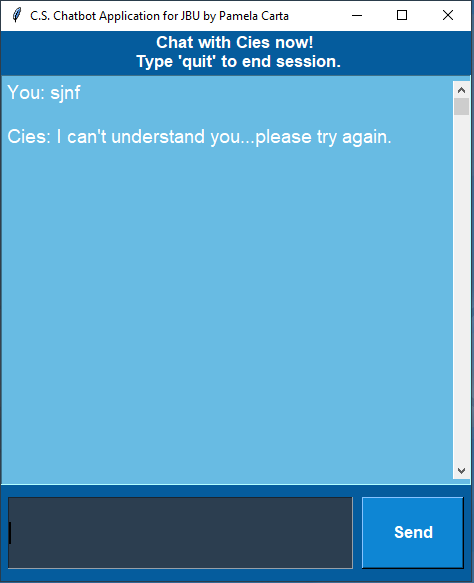 C.S. Chatbot Application for JBU by Pamela Carta
Chat with Cies now!
Type 'quit' to end session.
You: sjnf
Cies: I can't understand you...please try again.
Send